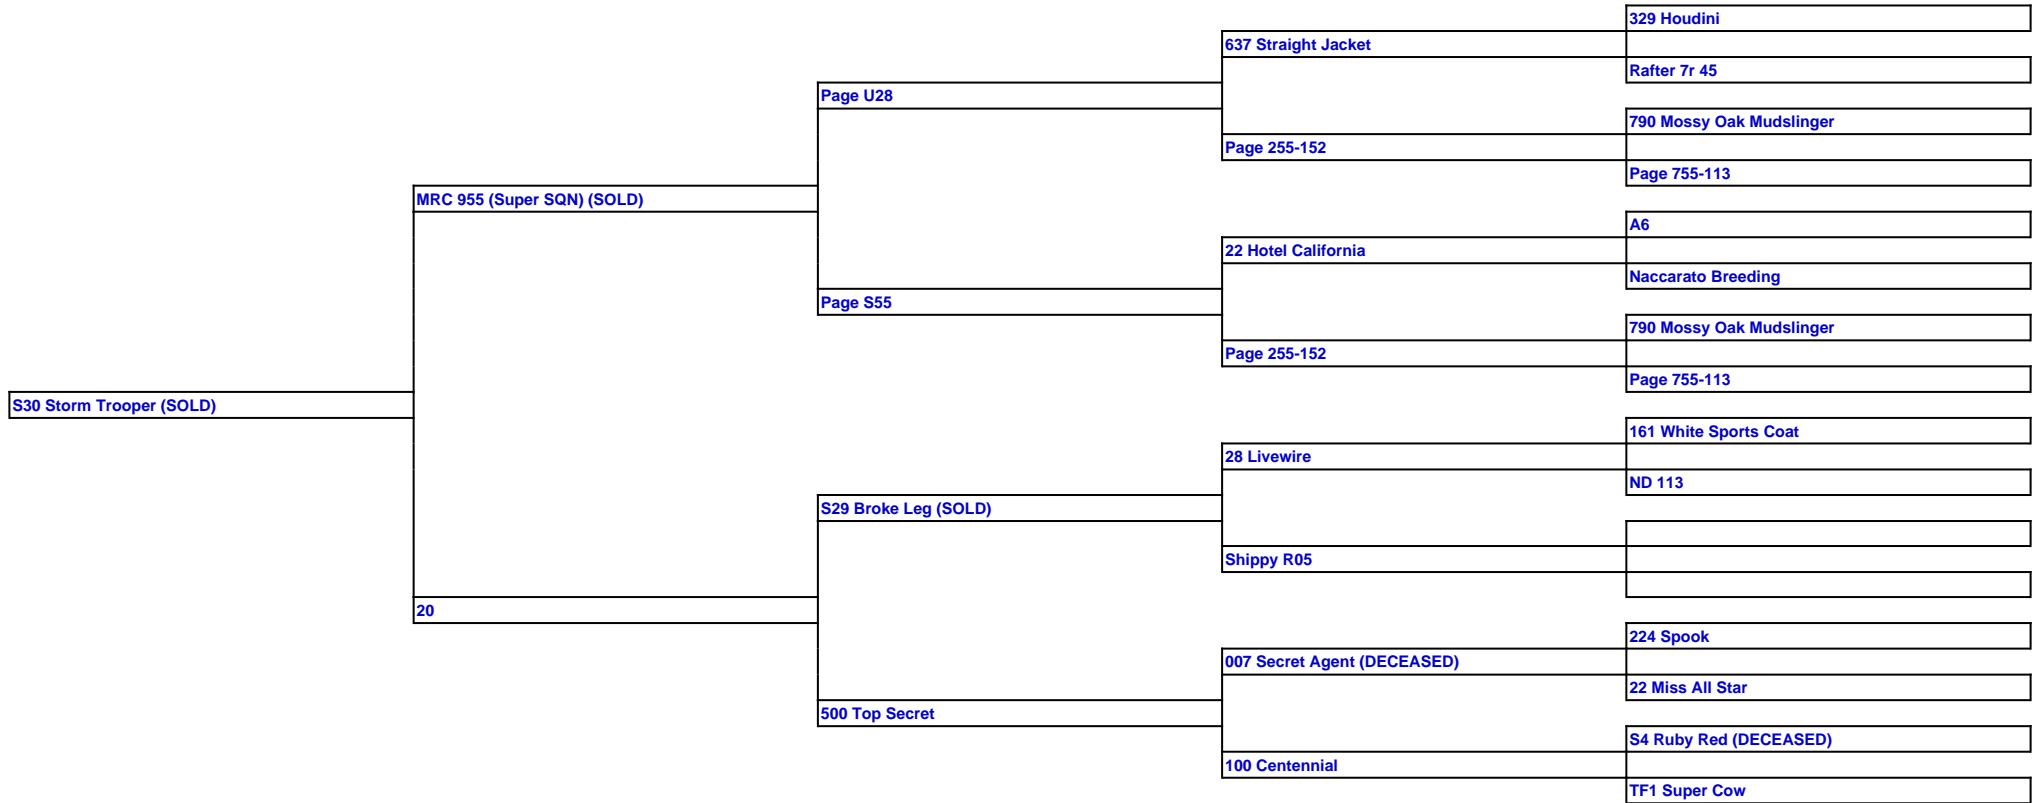 329 Houdini
637 Straight Jacket
Rafter 7r 45
Page U28
790 Mossy Oak Mudslinger
Page 255-152
Page 755-113
MRC 955 (Super SQN) (SOLD)
A6
22 Hotel California
Naccarato Breeding
Page S55
790 Mossy Oak Mudslinger
Page 255-152
Page 755-113
S30 Storm Trooper (SOLD)
161 White Sports Coat
28 Livewire
ND 113
S29 Broke Leg (SOLD)
Shippy R05
20
224 Spook
007 Secret Agent (DECEASED)
22 Miss All Star
500 Top Secret
S4 Ruby Red (DECEASED)
100 Centennial
TF1 Super Cow